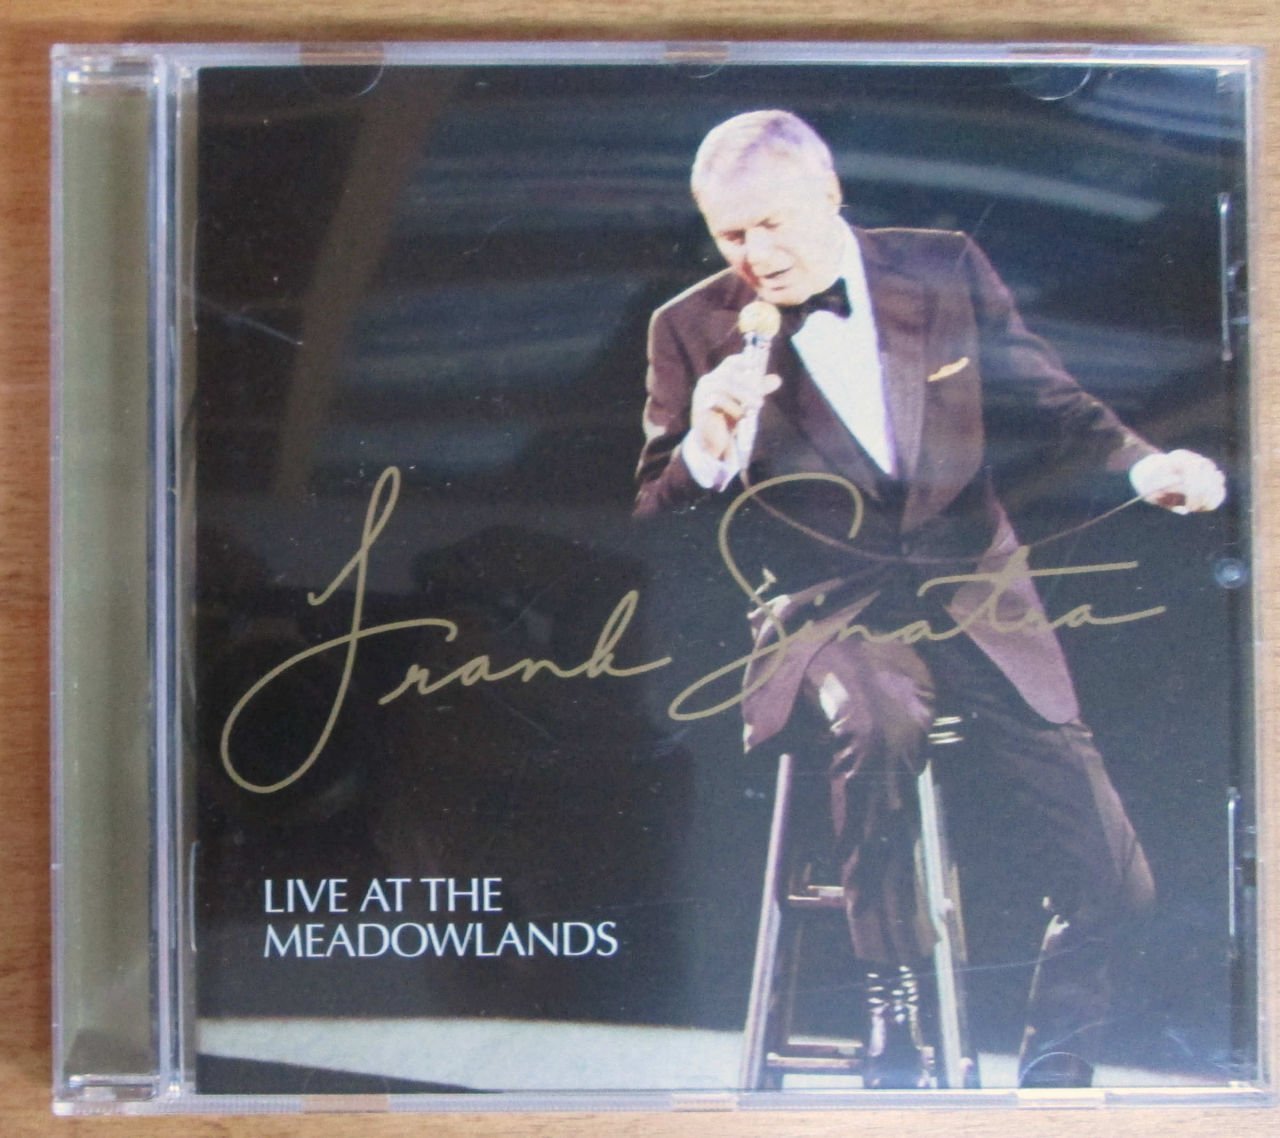 Frank Sinatra
LIVE AT THE
MEADOWLANDS